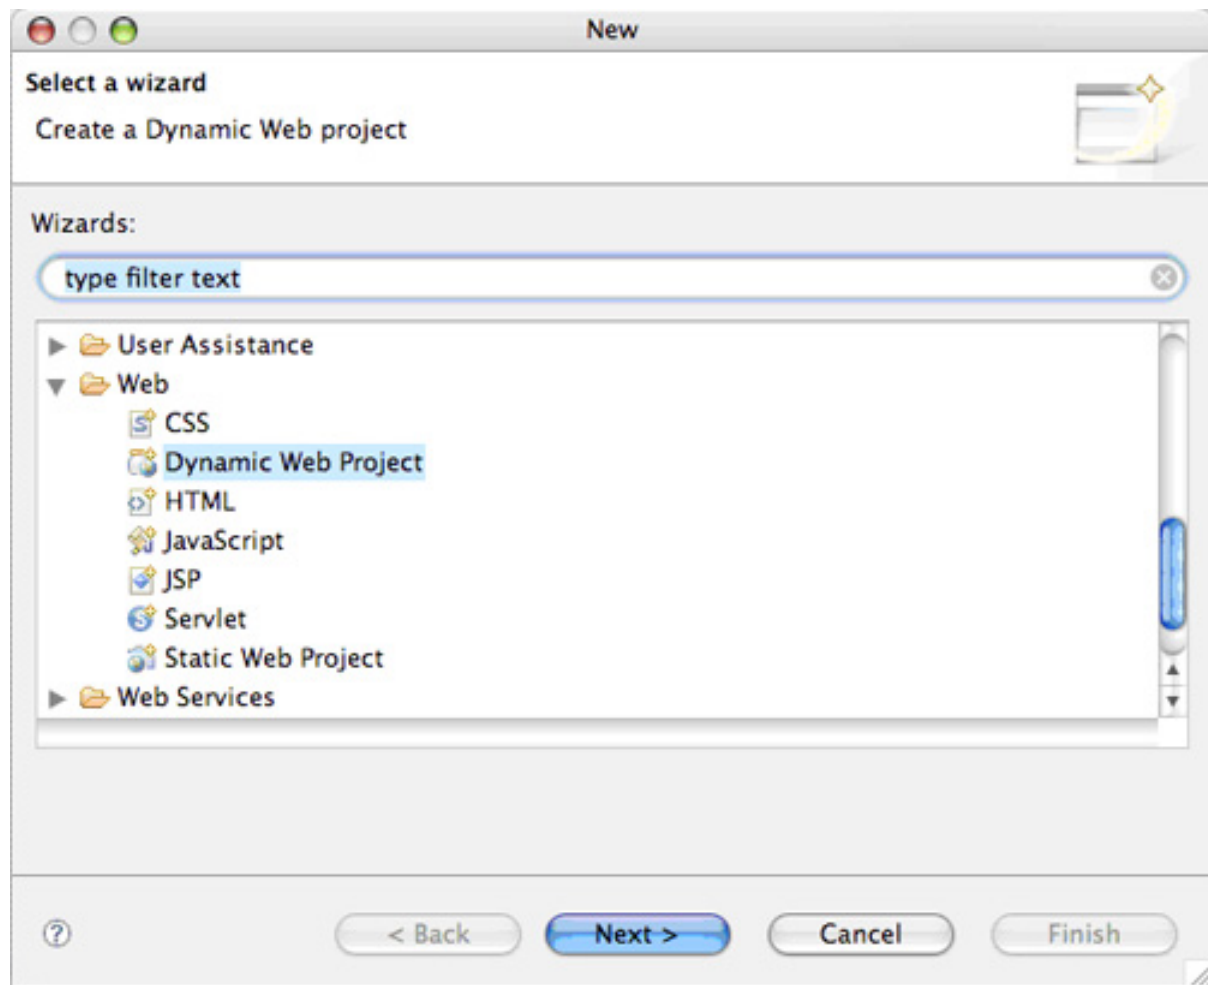 New
Select a wizard
Create a Dynamic Web project
Wizards:
type filter text
User Assistance
Web
CSS
Dynamic Web Project
HTML
JavaScript
JSP
Servlet
Static Web Project
Web Services
? < Back Next > Cancel Finish